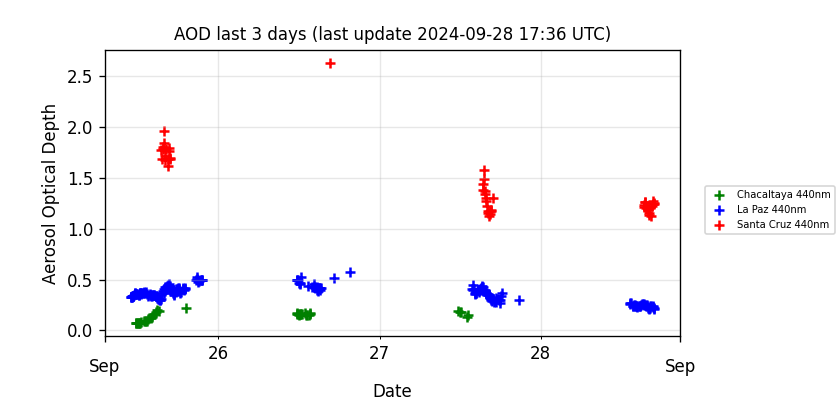 AOD last 3 days (last update 2024-09-28 17:36 UTC)
Aerosol Optical Depth
2.5
2.0
1.5
1.0
0.5
0.0
Chacaltaya 440nm
La Paz 440nm
Santa Cruz 440nm
26 27 28
Sep Sep
Date